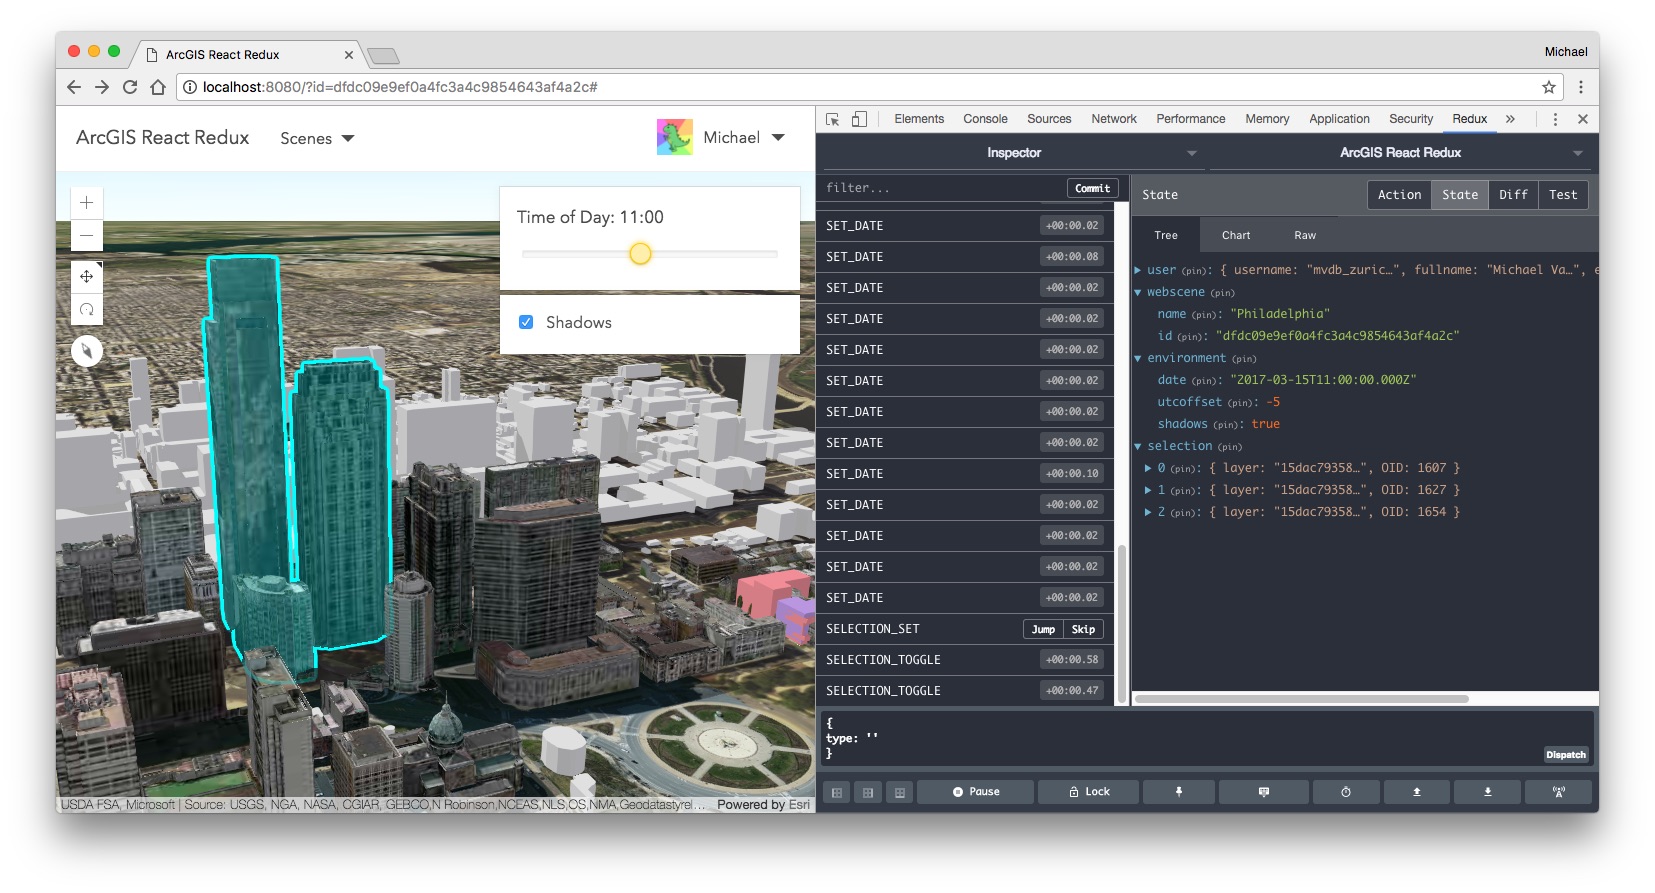 ArcGIS React Redux
Michael
localhost:8080/?id=dfdc09e9ef0a4fc3a4c9854643af4a2c#
ArcGIS React Redux
Scenes
Michael
Time of Day: 11:00
Shadows
USDA FSA, Microsoft | Source: USGS, NGA, NASA, CGIAR, GEBCO,N Robinson,NCEAS,NLS,OS,NMA,Geodatastyrel...
Powered by Esri
Elements Console Sources Network Performance Memory Application Security Redux »
Inspector
ArcGIS React Redux
filter...
Commit
SET_DATE +00:00.02
SET_DATE +00:00.08
SET_DATE +00:00.02
SET_DATE +00:00.02
SET_DATE +00:00.02
SET_DATE +00:00.02
SET_DATE +00:00.02
SET_DATE +00:00.02
SET_DATE +00:00.10
SET_DATE +00:00.02
SET_DATE +00:00.02
SET_DATE +00:00.02
SET_DATE +00:00.02
SELECTION_SET Jump Skip
SELECTION_TOGGLE +00:00.58
SELECTION_TOGGLE +00:00.47
State
Action State Diff Test
Tree Chart Raw
user (pin): { username: "mvdb_zuric…", fullname: "Michael Va…", e
webscene (pin)
name (pin): "Philadelphia"
id (pin): "dfdc09e9ef0a4fc3a4c9854643af4a2c"
environment (pin)
date (pin): "2017-03-15T11:00:00.000Z"
utcoffset (pin): -5
shadows (pin): true
selection (pin)
0 (pin): { layer: "15dac79358…", OID: 1607 }
1 (pin): { layer: "15dac79358…", OID: 1627 }
2 (pin): { layer: "15dac79358…", OID: 1654 }
{
type: ''
}
Dispatch
Pause
Lock